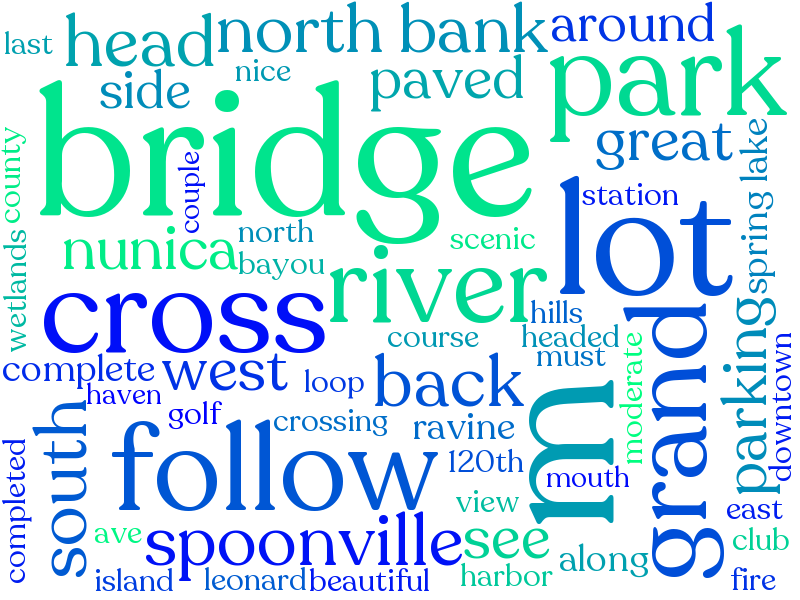 last
head
north bank
around
nice
side
paved
park
bridge
great
county
couple
station
spring lake
north
scenic
nunica
bayou
lot
river
wetlands
cross
hills
course
headed
must
grand
parking
complete
west
loop
back
moderate
downtown
haven
golf
crossing
ravine
m
south
follow
120th
mouth
completed
view
east
ave
spoonville
see
club
along
island
leonard
beautiful
harbor
fire